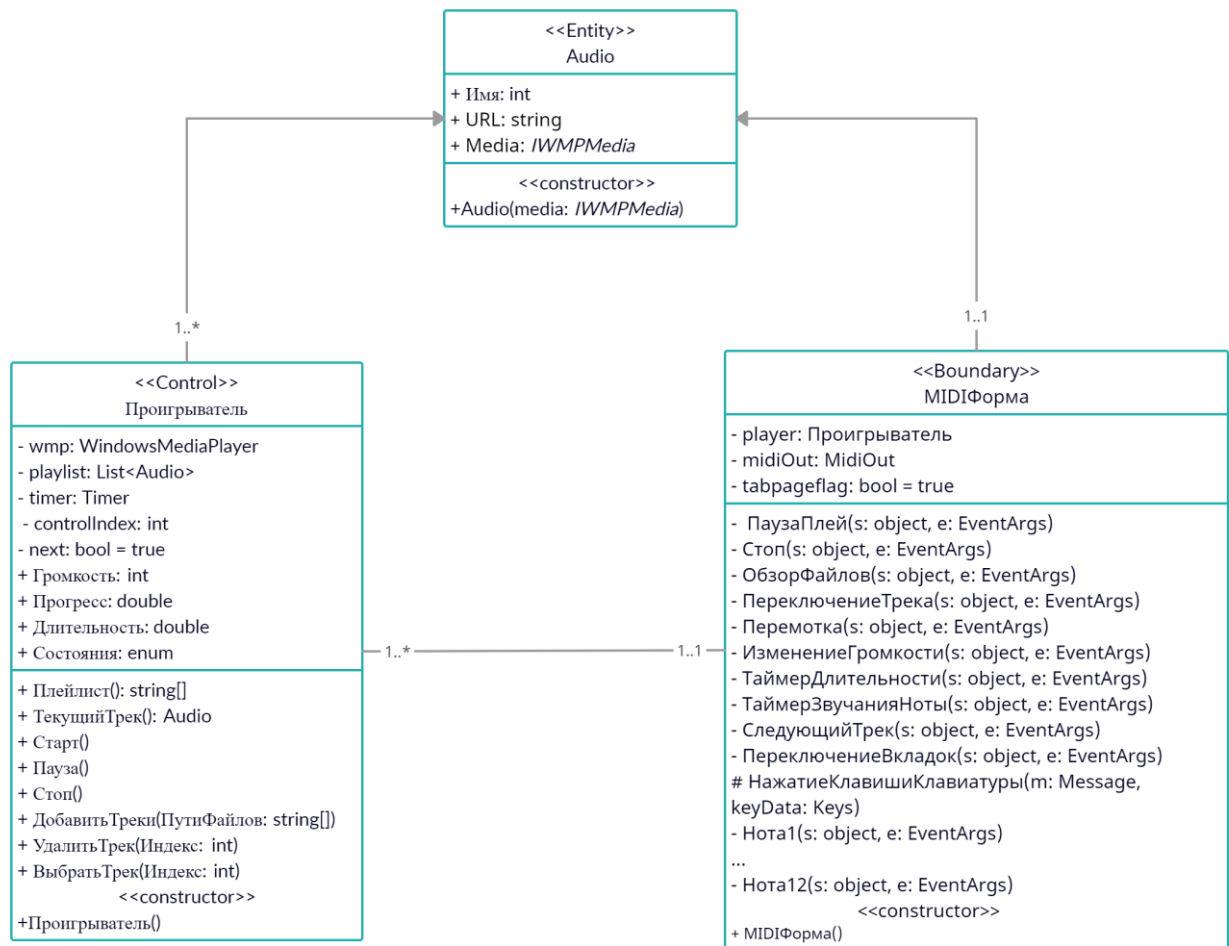 <<Entity>>
Audio
+ Имя: int
+ URL: string
+ Media: IWMPMedia
<<constructor>>
+Audio(media: IWMPMedia)
1..*
1..1
<<Control>>
Проигрыватель
- wmp: WindowsMediaPlayer
- playlist: List<Audio>
- timer: Timer
- controlIndex: int
- next: bool = true
+ Громкость: int
+ Прогресс: double
+ Длительность: double
+ Состояния: enum
+ Плейлист(): string[]
+ ТекущийТрек(): Audio
+ Старт()
+ Пауза()
+ Стоп()
+ ДобавитьТреки(ПутиФайлов: string[])
+ УдалитьТрек(Индекс: int)
+ ВыбратьТрек(Индекс: int)
<<constructor>>
+Проигрыватель()
1..*
1..1
<<Boundary>>
MIDIФорма
- player: Проигрыватель
- midiOut: MidiOut
- tabpageflag: bool = true
- ПаузаПлей(s: object, e: EventArgs)
- Стоп(s: object, e: EventArgs)
- ОбзорФайлов(s: object, e: EventArgs)
- ПереключениеТрека(s: object, e: EventArgs)
- Перемотка(s: object, e: EventArgs)
- ИзменениеГромкости(s: object, e: EventArgs)
- ТаймерДлительности(s: object, e: EventArgs)
- ТаймерЗвучанияНоты(s: object, e: EventArgs)
- СледующийТрек(s: object, e: EventArgs)
- ПереключениеВкладок(s: object, e: EventArgs)
# НажатиеКлавишиКлавиатуры(m: Message,
keyData: Keys)
- Нота1(s: object, e: EventArgs)
...
- Нота12(s: object, e: EventArgs)
<<constructor>>
+ MIDIФорма()